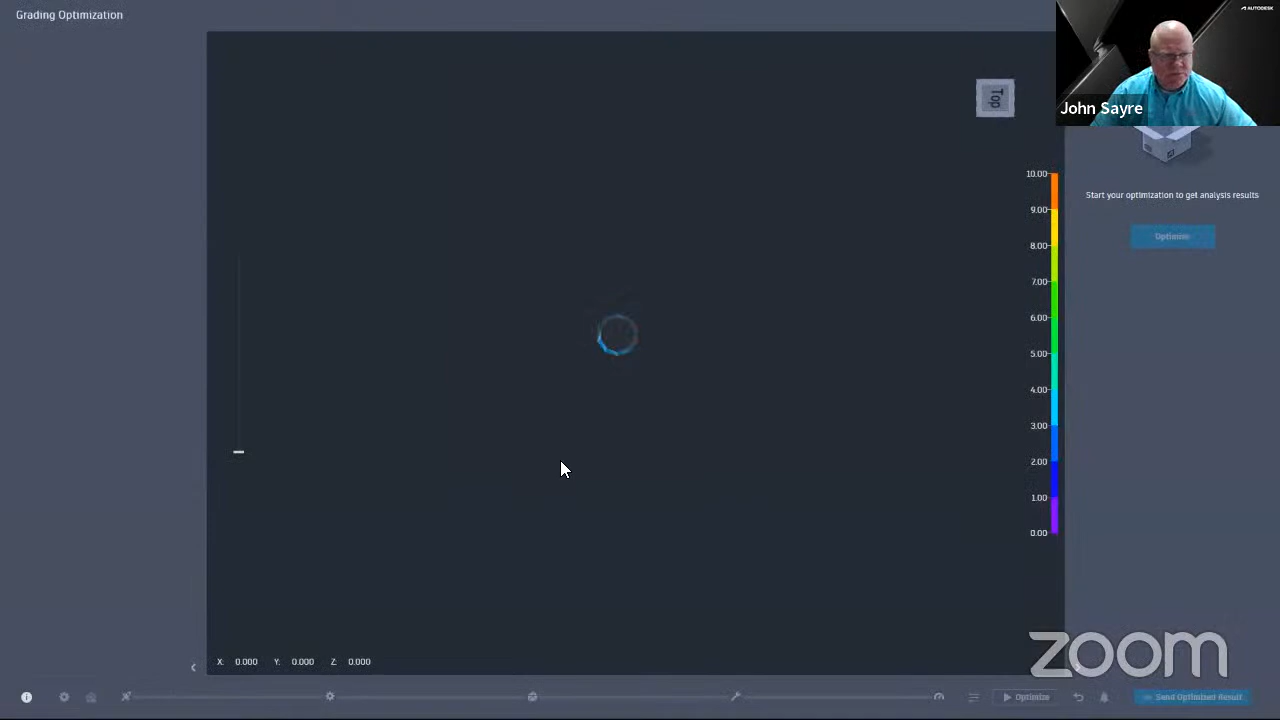 Grading Optimization
AUTODESK
John Sayre
Top
Start your optimization to get analysis results
Optimize
10.00
9.00
8.00
7.00
6.00
5.00
4.00
3.00
2.00
1.00
0.00
X: 0.000 Y: 0.000 Z: 0.000
zoom
Optimize
Send Optimized Result